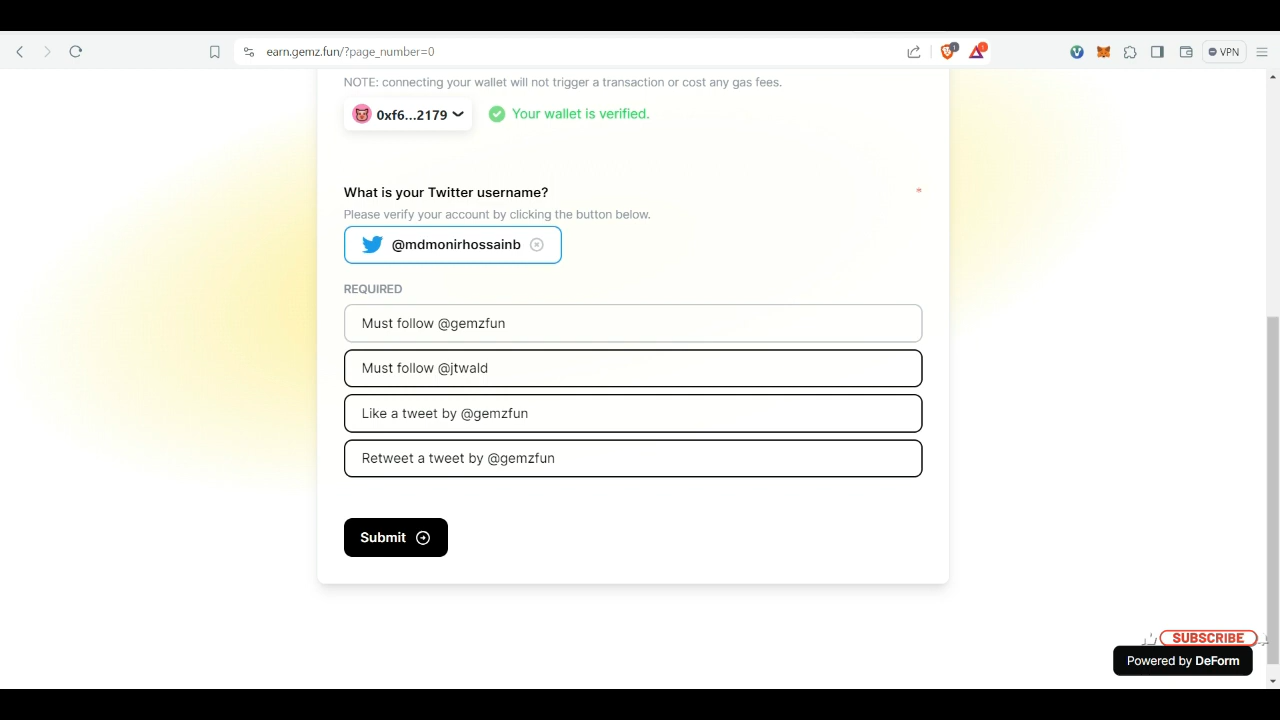 earn.gemz.fun/?page_number=0
1
1
VPN
NOTE: connecting your wallet will not trigger a transaction or cost any gas fees.
0xf6...2179
Your wallet is verified.
What is your Twitter username?
*
Please verify your account by clicking the button below.
@mdmonirhossainb
REQUIRED
Must follow @gemzfun
Must follow @jtwald
Like a tweet by @gemzfun
Retweet a tweet by @gemzfun
Submit
SUBSCRIBE
Powered by DeForm